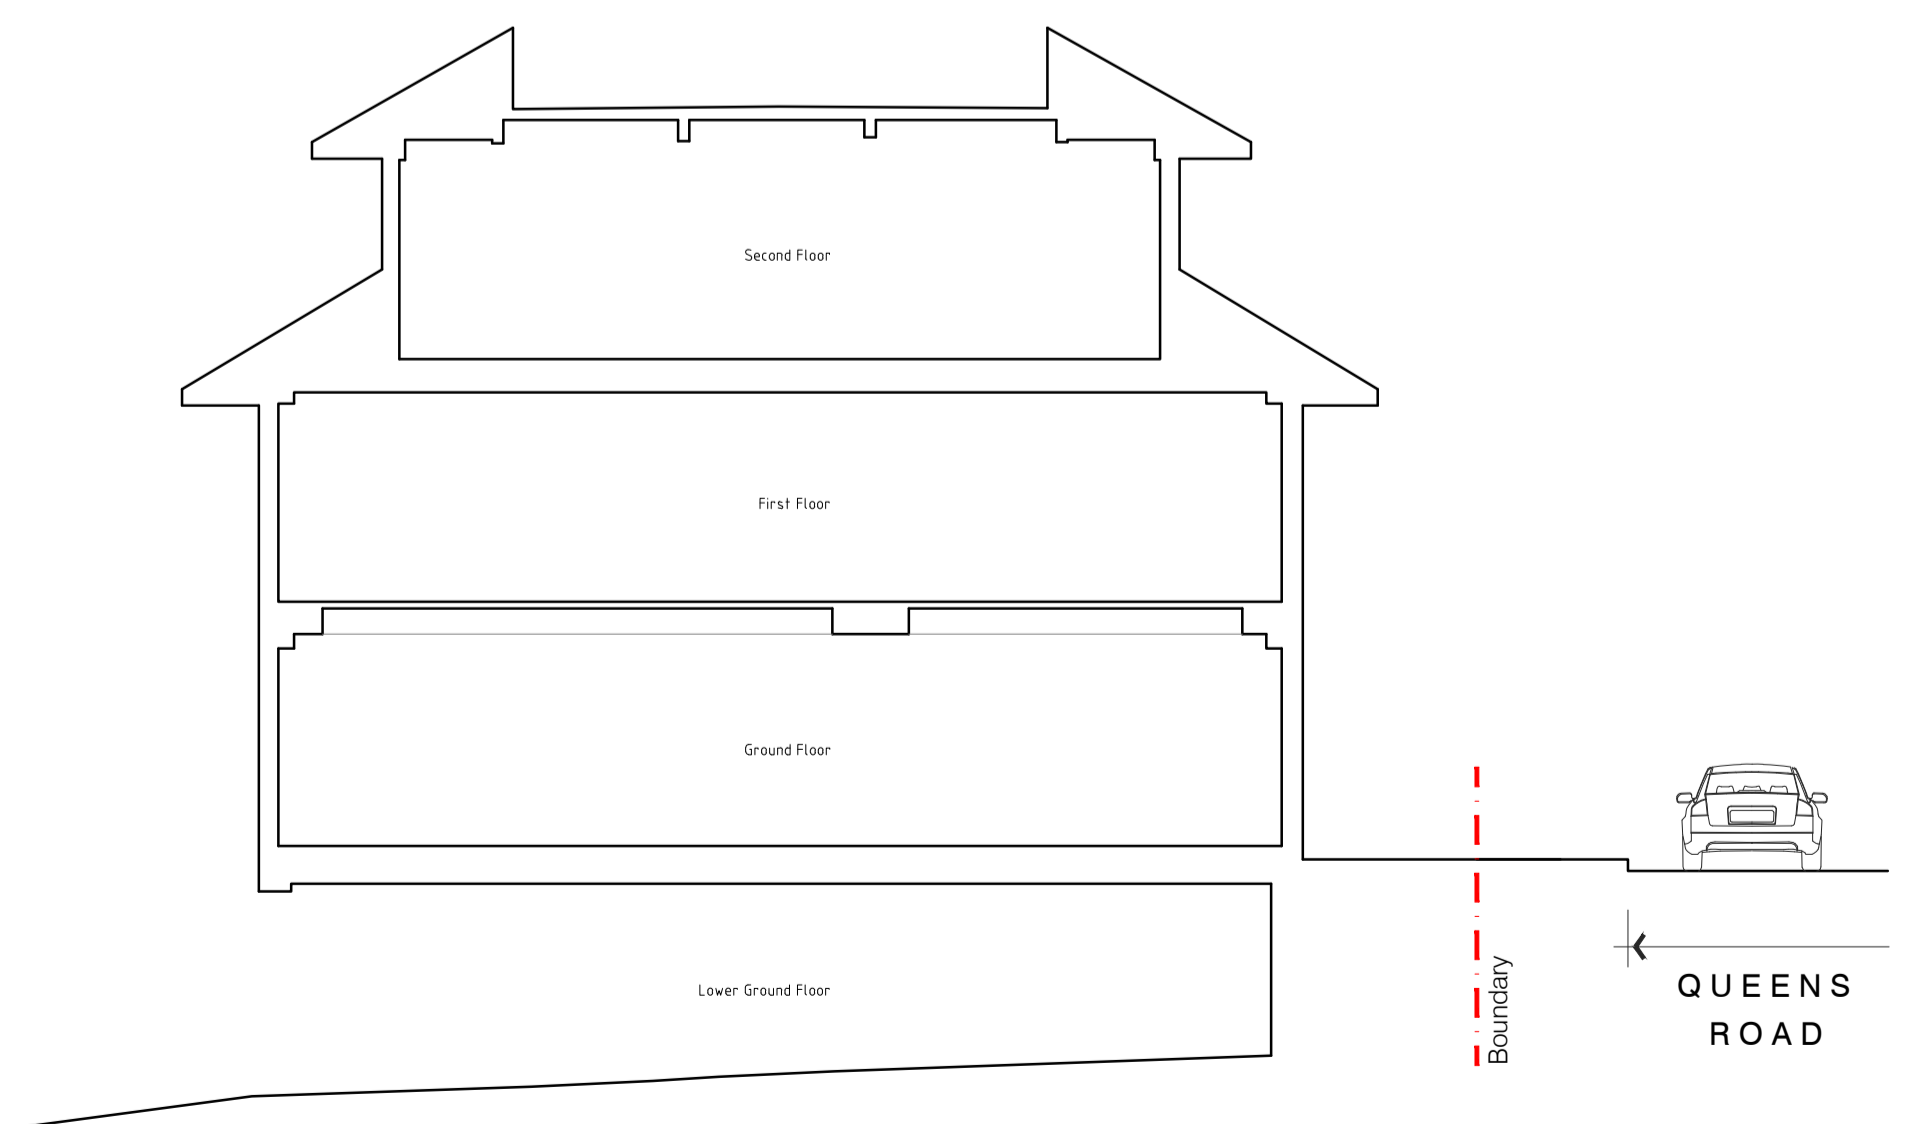 Second Floor
First Floor
Ground Floor
Lower Ground Floor
Boundary
QUEENS
ROAD